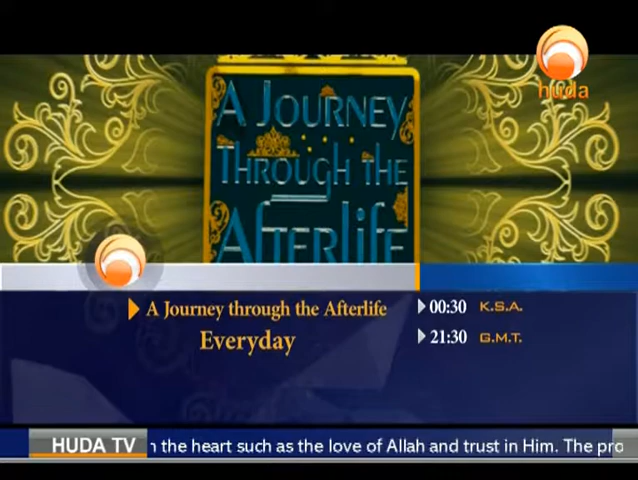 huda
A JOURNEY
THROUGH THE
AFTERLIFE
A Journey through the Afterlife
00:30 K.S.A.
Everyday
21:30 G.M.T.
HUDA TV
the heart such as the love of Allah and trust in Him. The